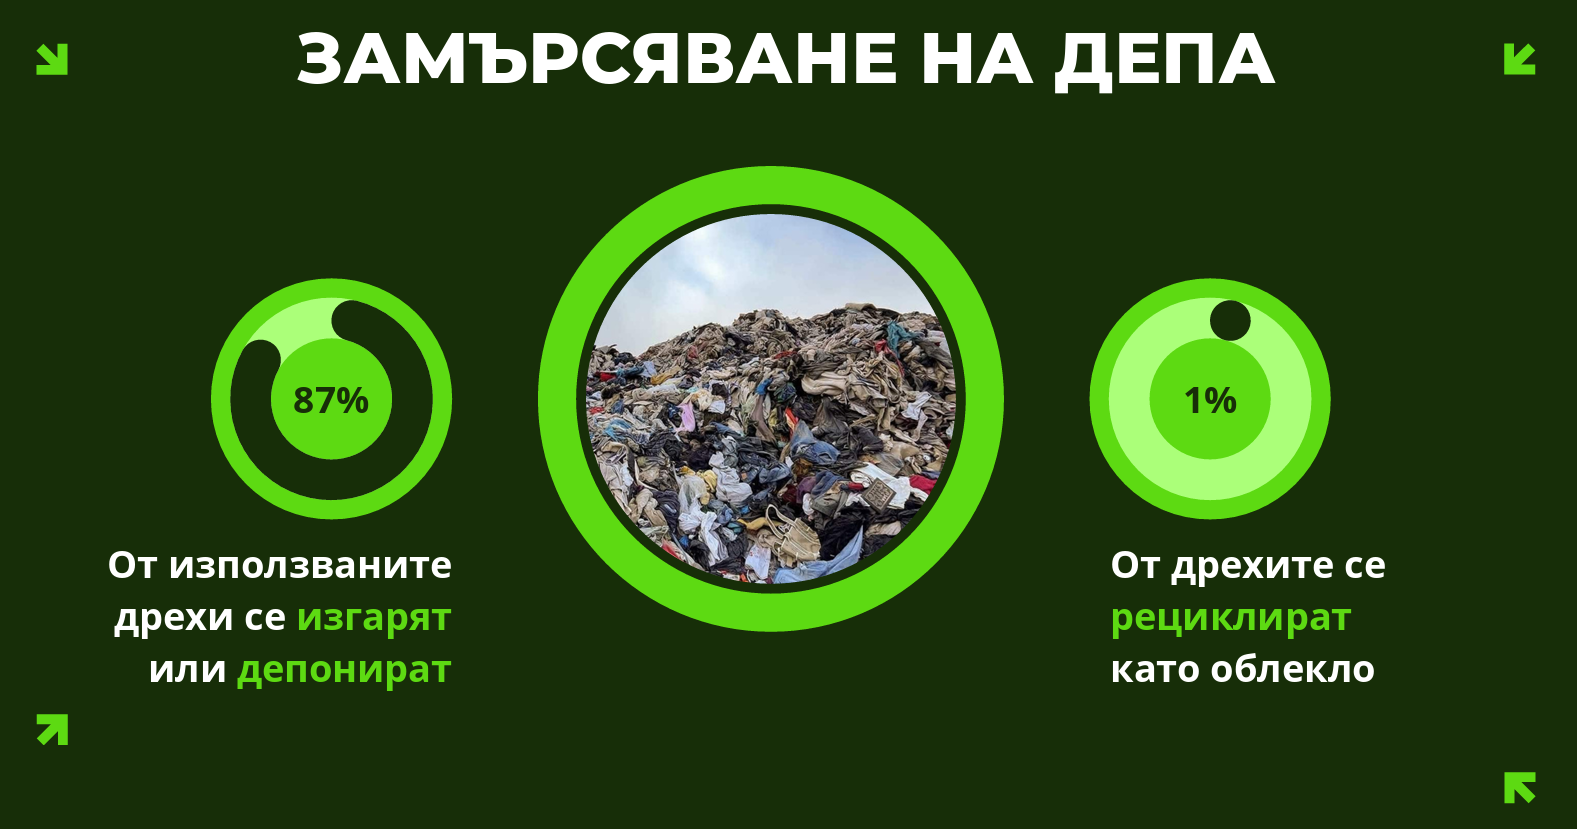 ЗАМЪРСЯВАНЕ НА ДЕПА
87%
От използваните
дрехи се изгарят
или депонират
1%
От дрехите се
рециклират
като облекло